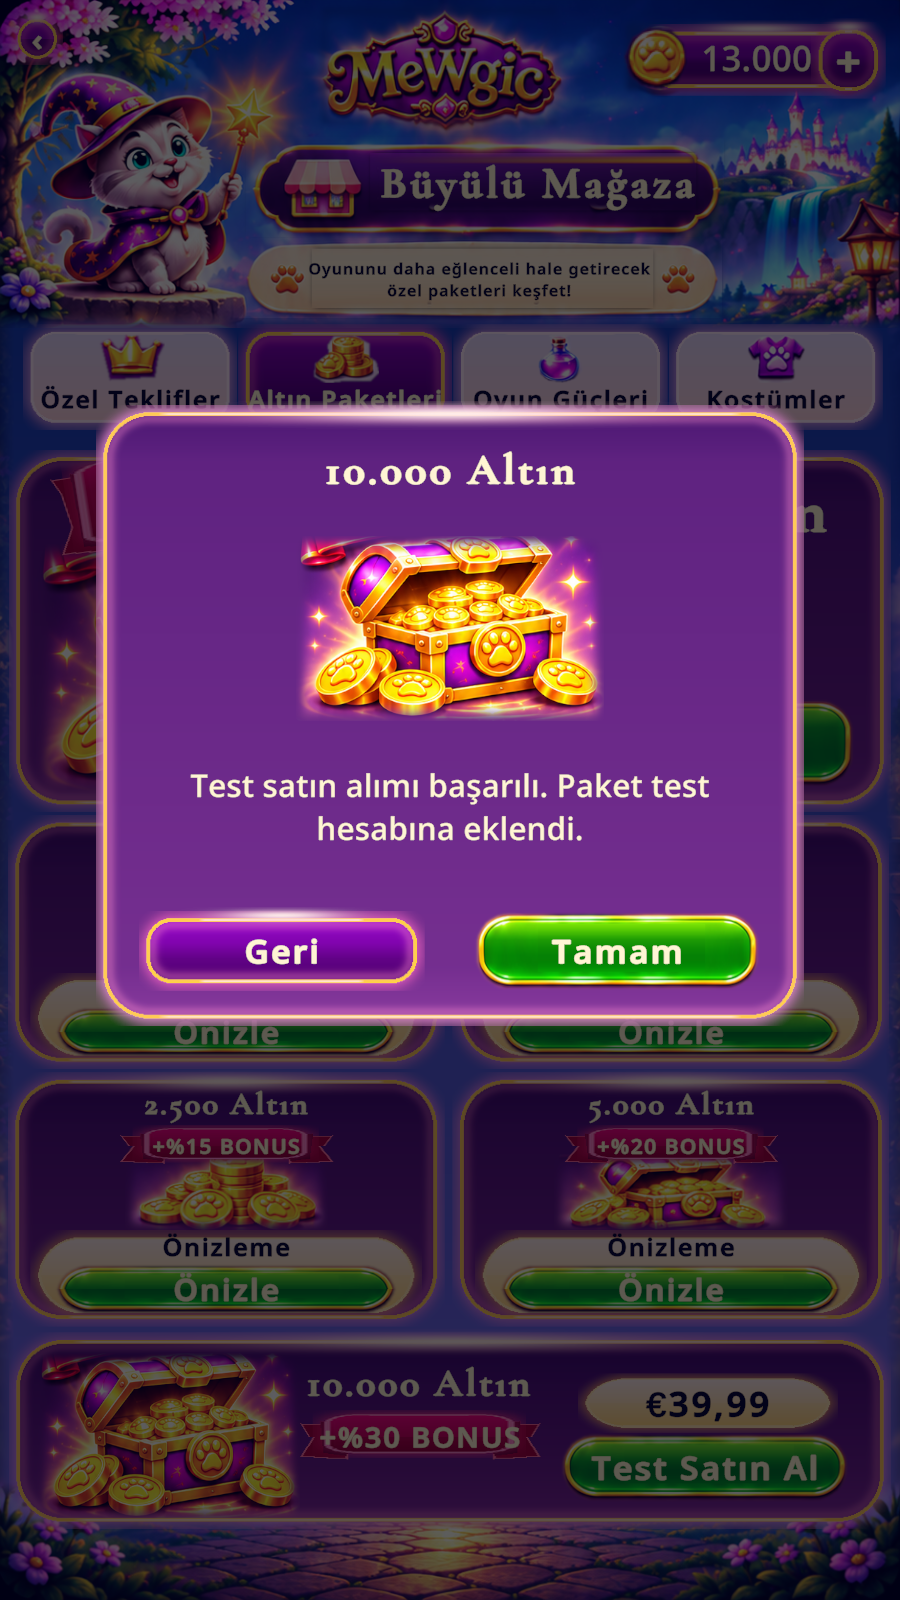 MeWgic
13.000
Büyülü Mağaza
Oyununu daha eğlenceli hale getirecek
özel paketleri keşfet!
Özel Teklifler
Altın Paketleri
Oyun Güçleri
Kostümler
n
10.000 Altın
Test satın alımı başarılı. Paket test
hesabına eklendi.
Geri
Tamam
Önizle
Önizle
2.500 Altın
5.000 Altın
+%15 BONUS
+%20 BONUS
Önizleme
Önizleme
Önizle
Önizle
10.000 Altın
+%30 BONUS
€39,99
Test Satın Al